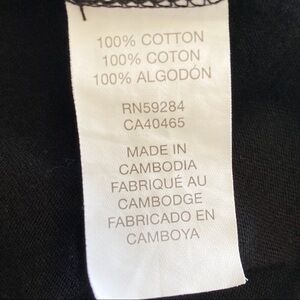 100% COTTON
100% COTON
100% ALGODÓN
RN59284
CA40465
MADE IN
CAMBODIA
FABRIQUÉ AU
CAMBODGE
FABRICADO EN
CAMBOYA